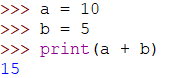 >>> a = 10
>>> b = 5
>>> print(a + b)
15